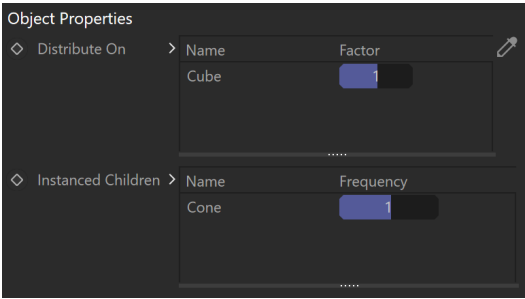 Object Properties
Distribute On
Name Factor
Cube 1
Instanced Children
Name Frequency
Cone 1